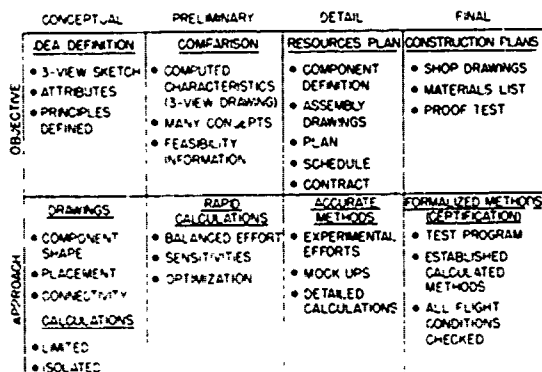 CONCEPTUAL
PRELIMINARY
DETAIL
FINAL
OBJECTIVE
IDEA DEFINITION
• 3-VIEW SKETCH
• ATTRIBUTES
• PRINCIPLES
DEFINED
COMPARISON
• COMPUTED
CHARACTERISTICS
(3-VIEW DRAWING)
• MANY CONCEPTS
• FEASIBILITY
INFORMATION
RESOURCES PLAN
• COMPONENT
DEFINITION
• ASSEMBLY
DRAWINGS
• PLAN
• SCHEDULE
• CONTRACT
CONSTRUCTION PLANS
• SHOP DRAWINGS
• MATERIALS LIST
• PROOF TEST
APPROACH
DRAWINGS
• COMPONENT
SHAPE
• PLACEMENT
• CONNECTIVITY
CALCULATIONS
• LIMITED
• ISOLATED
RAPID
CALCULATIONS
• BALANCED EFFORT
• SENSITIVITIES
• OPTIMIZATION
ACCURATE
METHODS
• EXPERIMENTAL
EFFORTS
• MOCK UPS
• DETAILED
CALCULATIONS
FORMALIZED METHODS
(CERTIFICATION)
• TEST PROGRAM
• ESTABLISHED
CALCULATED
METHODS
• ALL FLIGHT
CONDITIONS
CHECKED